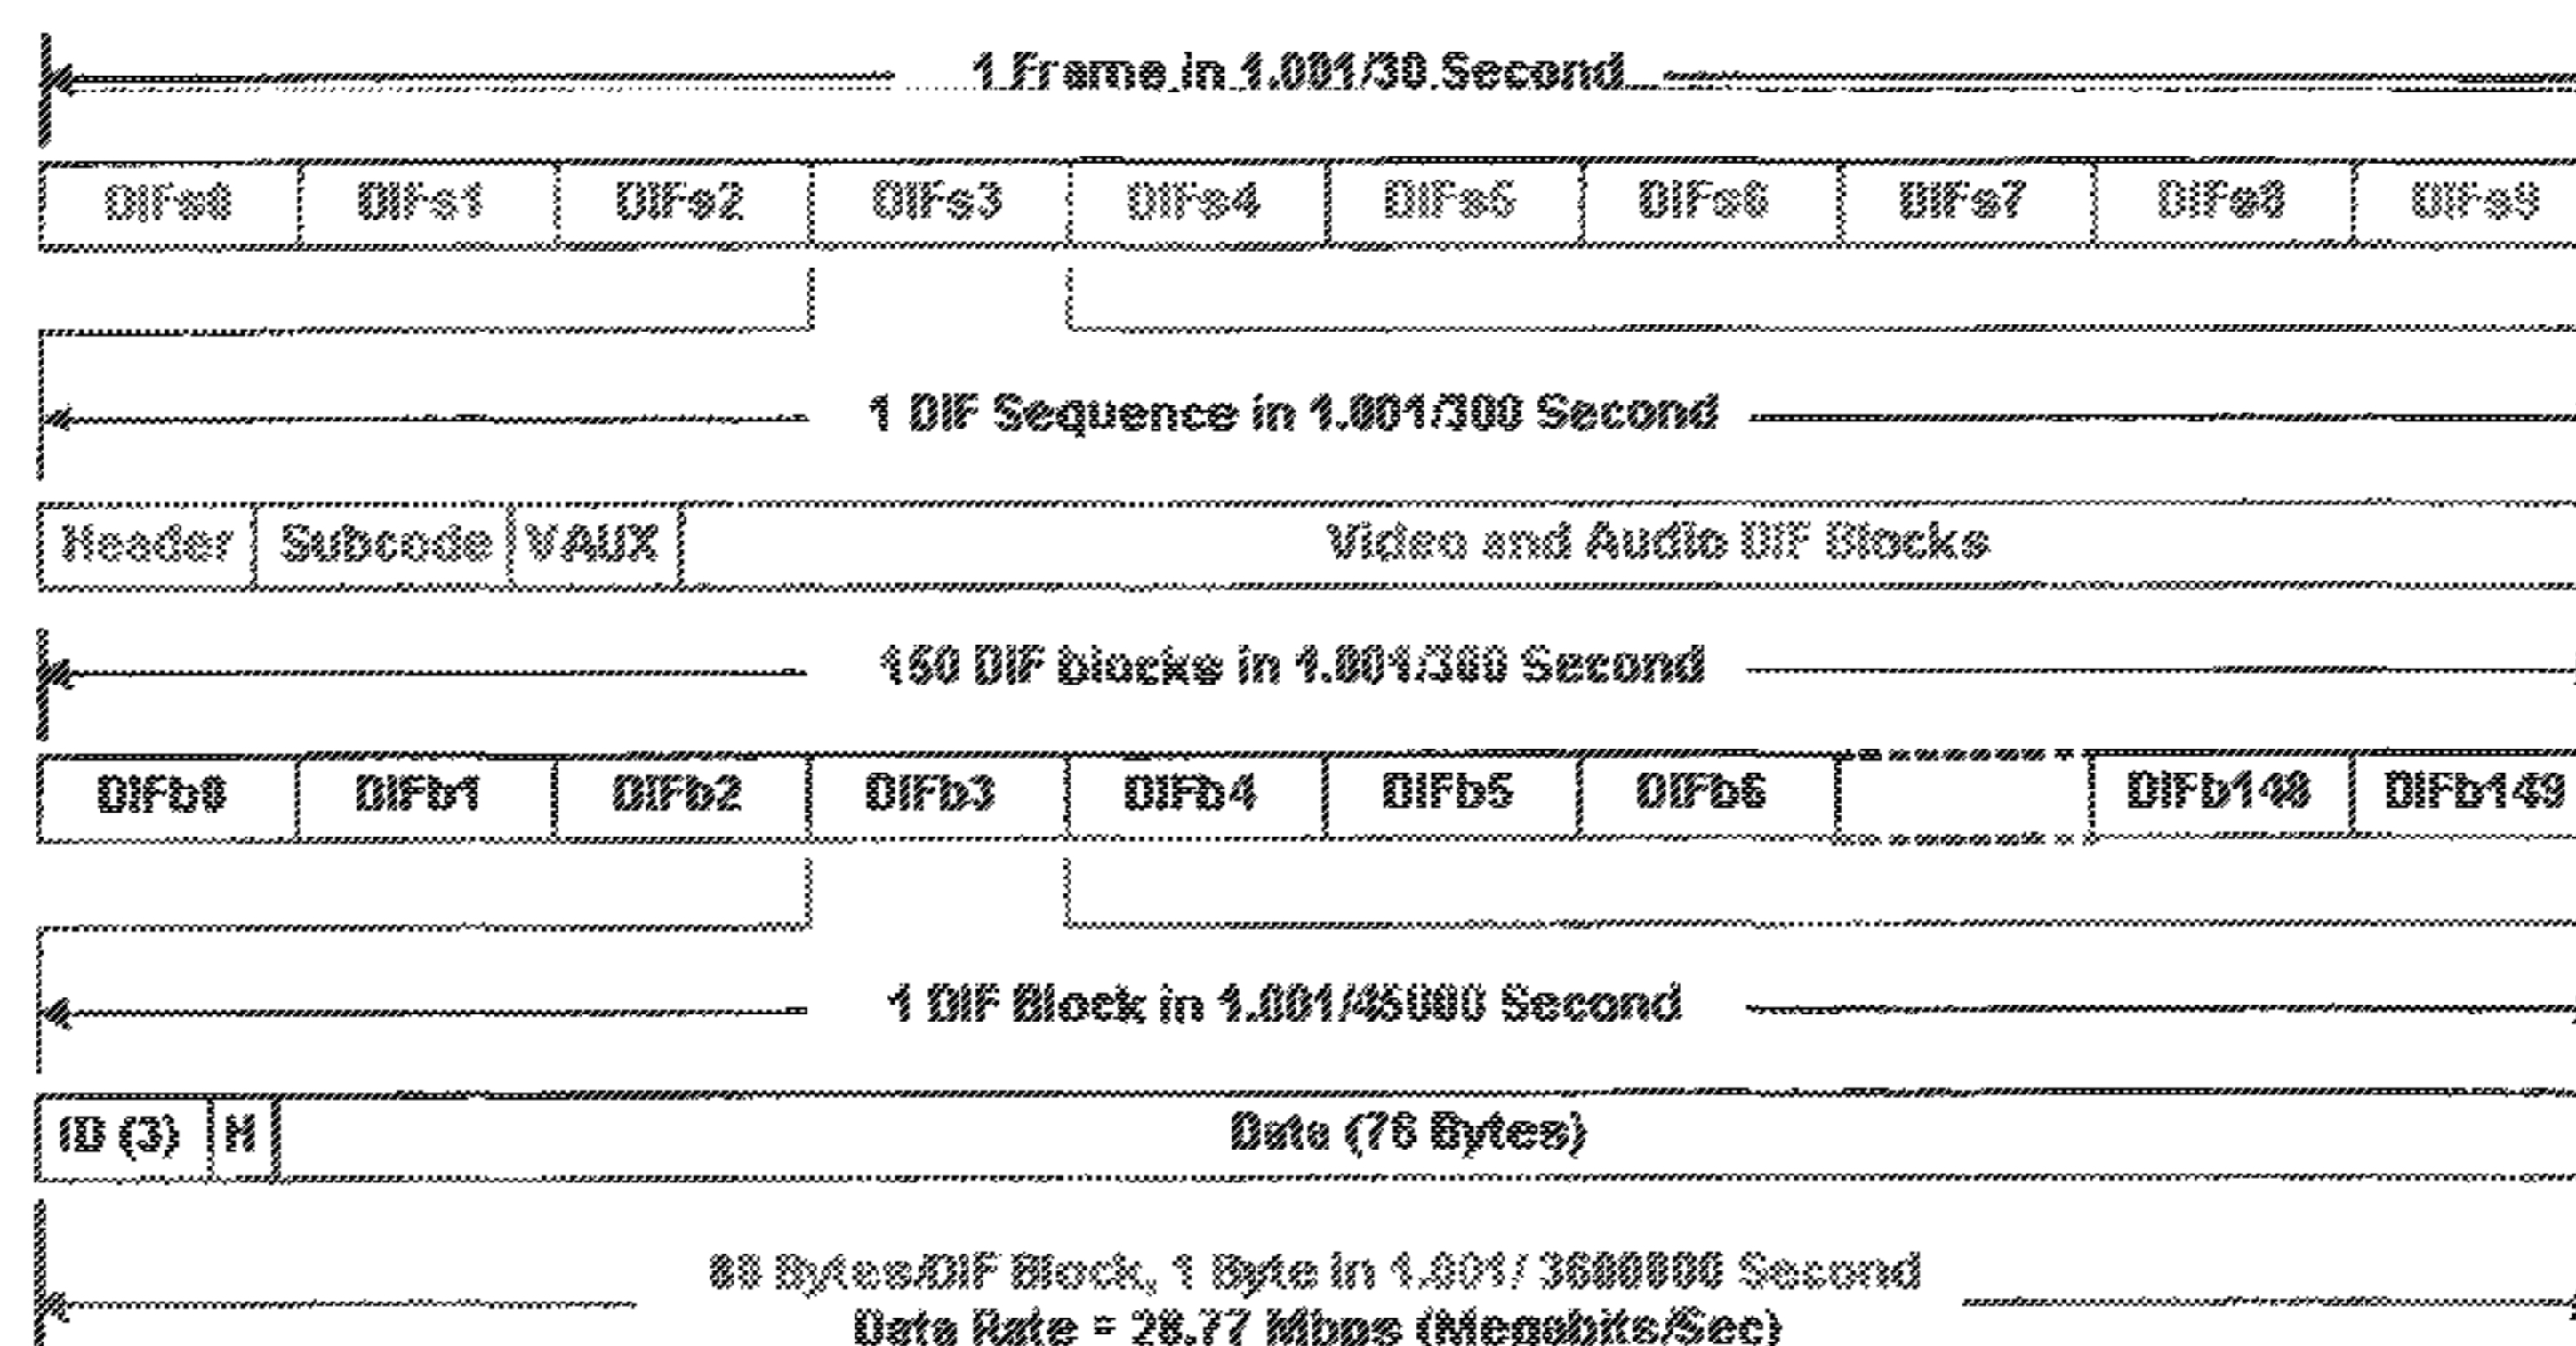 1 Frame in 1.001/30 Second
DIFs0 DIFs1 DIFs2 DIFs3 DIFs4 DIFs5 DIFs6 DIFs7 DIFs8 DIFs9
1 DIF Sequence in 1.001/300 Second
Header Subcode VAUX Video and Audio DIF Blocks
150 DIF blocks in 1.001/300 Second
DIFb0 DIFb1 DIFb2 DIFb3 DIFb4 DIFb5 DIFb6 DIFb148 DIFb149
1 DIF Block in 1.001/45000 Second
ID (3) H Data (76 Bytes)
80 Bytes/DIF Block, 1 Byte in 1.001/ 3600000 Second
Data Rate = 28.77 Mbps (Megabits/Sec)